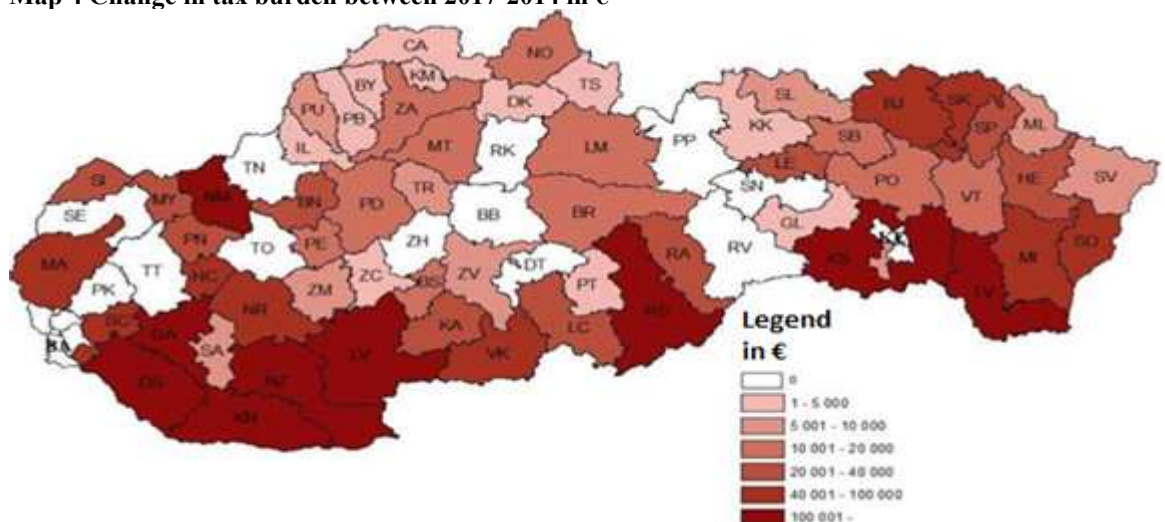 Map 4 Change in tax burden between 2017-2014 in €
CA
NO
KM
BY
TS
PU
PB
ZA
DK
SL
BJ
SK
KK
SP
ML
IL
MT
RK
LM
PP
SB
TN
LE
HE
SV
SI
TR
PO
VT
MY
NM
BN
PD
SN
BR
GL
SE
BB
PN
PE
TO
ZH
RV
SO
MA
TT
DT
RA
KS
MI
NC
ZC
ZV
PK
ZM
BS
PT
TV
NR
RS
SC
GA
KA
LC
BA
SA
LV
VK
DS
NZ
KN
Legend
in €
0
1 - 5 000
5 001 - 10 000
10 001 - 20 000
20 001 - 40 000
40 001 - 100 000
100 001 -